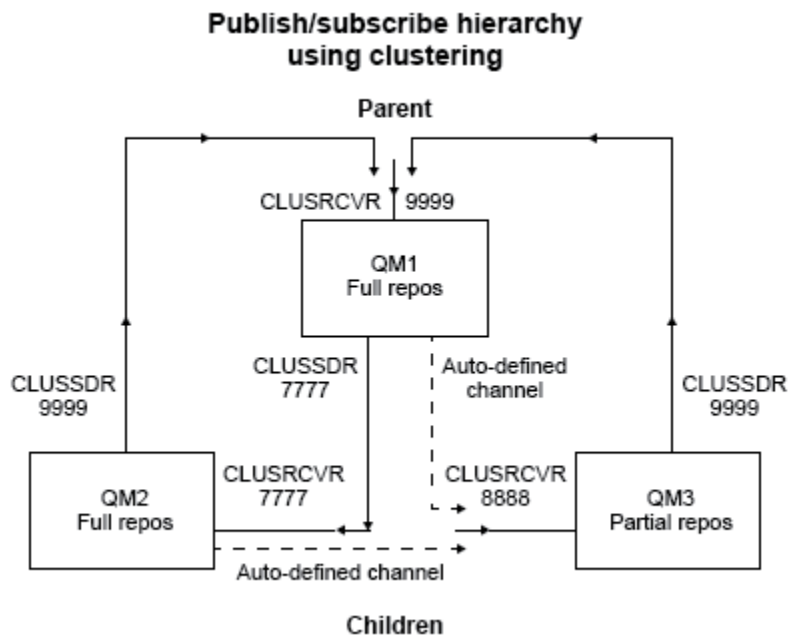 Publish/subscribe hierarchy
using clustering
Parent
CLUSRCVR 9999
QM1
Full repos
CLUSSDR
7777
Auto-defined
channel
CLUSSDR
9999
CLUSSDR
9999
CLUSRCVR
7777
CLUSRCVR
8888
QM2
Full repos
QM3
Partial repos
Auto-defined channel
Children